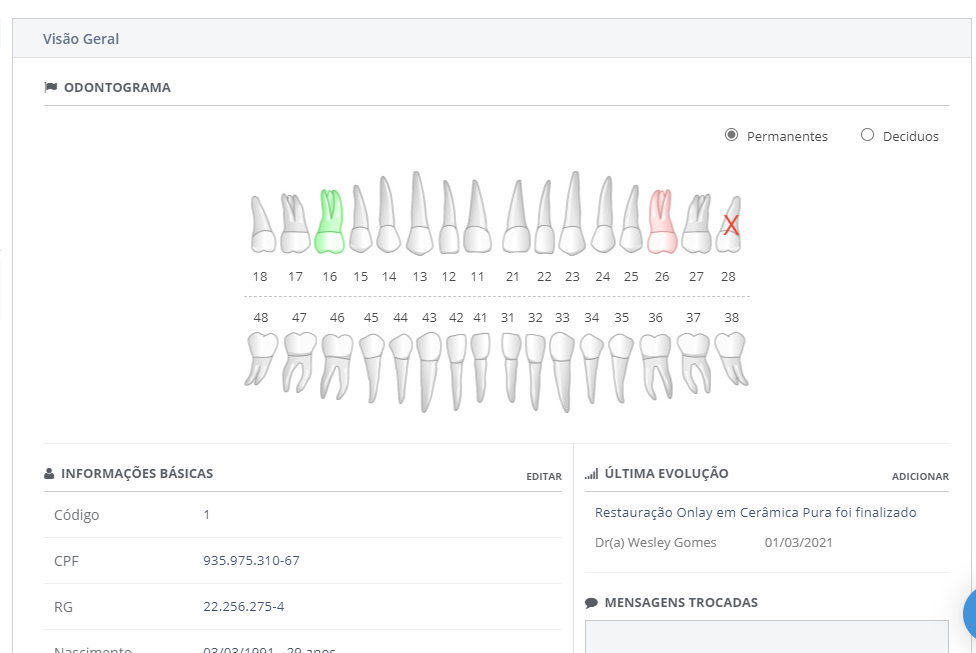 Visão Geral
ODONTOGRAMA
Permanentes Deciduos
18 17 16 15 14 13 12 11 21 22 23 24 25 26 27 28
48 47 46 45 44 43 42 41 31 32 33 34 35 36 37 38
INFORMAÇÕES BÁSICAS EDITAR
Código 1
CPF 935.975.310-67
RG 22.256.275-4
Nascimento 03/03/1991 - 29 anos
ÚLTIMA EVOLUÇÃO ADICIONAR
Restauração Onlay em Cerâmica Pura foi finalizado
Dr(a) Wesley Gomes 01/03/2021
MENSAGENS TROCADAS